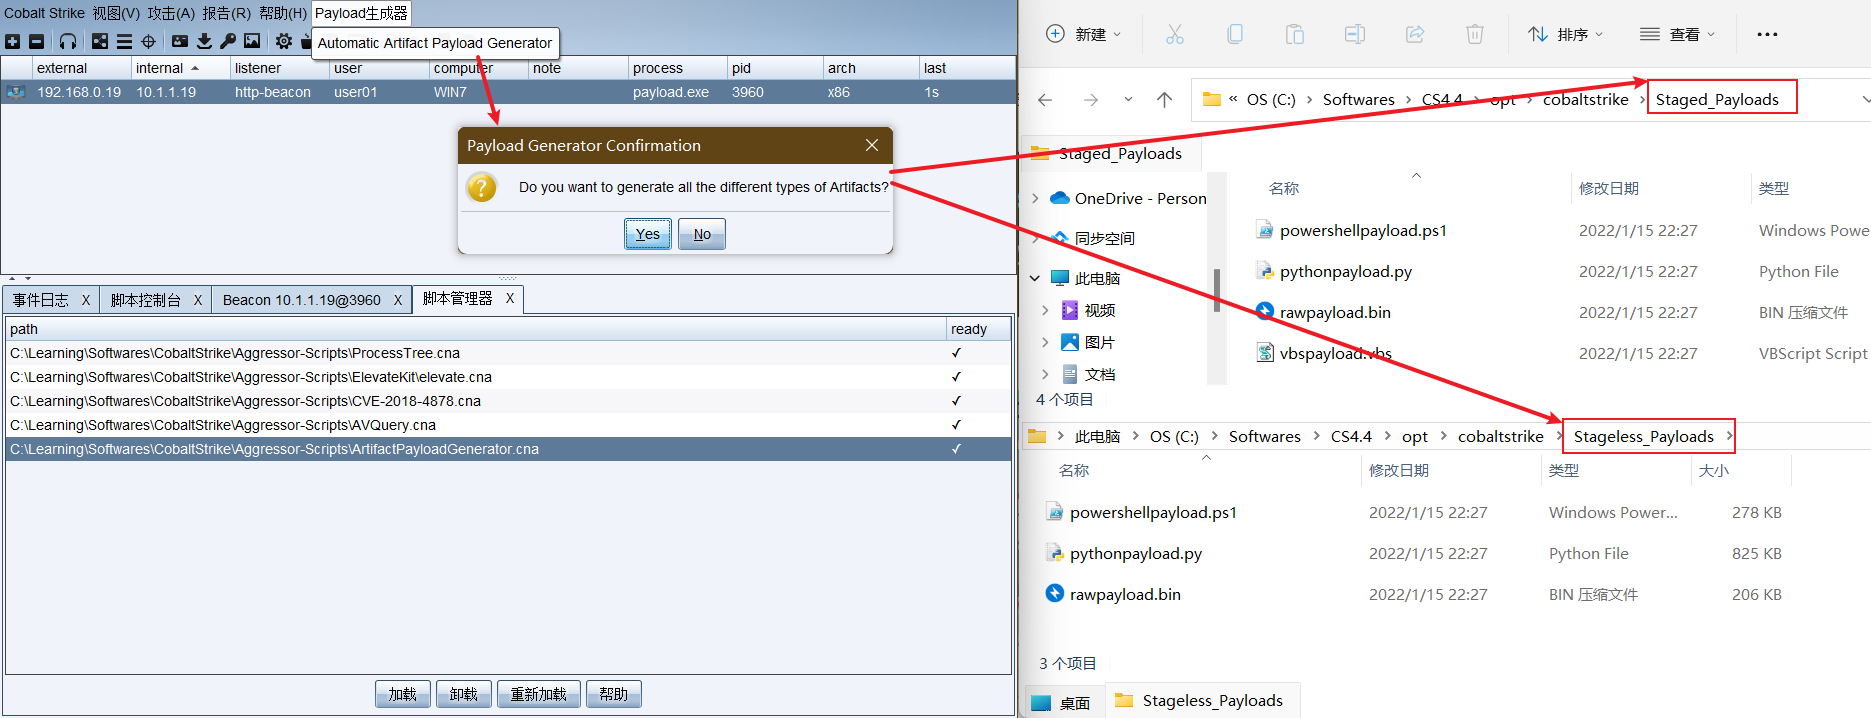 Cobalt Strike 视图(V) 攻击(A) 报告(R) 帮助(H) Payload生成器
Automatic Artifact Payload Generator
external internal listener user computer note process pid arch last
192.168.0.19 10.1.1.19 http-beacon user01 WIN7 payload.exe 3960 x86 1s
Payload Generator Confirmation
Do you want to generate all the different types of Artifacts?
Yes No
事件日志 X 脚本控制台 X Beacon 10.1.1.19@3960 X 脚本管理器 X
path ready
C:\Learning\Softwares\CobaltStrike\Aggressor-Scripts\ProcessTree.cna ✓
C:\Learning\Softwares\CobaltStrike\Aggressor-Scripts\ElevateKit\elevate.cna ✓
C:\Learning\Softwares\CobaltStrike\Aggressor-Scripts\CVE-2018-4878.cna ✓
C:\Learning\Softwares\CobaltStrike\Aggressor-Scripts\AVQuery.cna ✓
C:\Learning\Softwares\CobaltStrike\Aggressor-Scripts\ArtifactPayloadGenerator.cna ✓
加载 卸载 重新加载 帮助
新建 排序 查看 •••
« OS (C:) › Softwares › CS4.4 › opt › cobaltstrike › Staged_Payloads
Staged_Payloads
OneDrive - Person
同步空间
此电脑
视频
图片
文档
名称 修改日期 类型
powershellpayload.ps1 2022/1/15 22:27 Windows Powe
pythonpayload.py 2022/1/15 22:27 Python File
rawpayload.bin 2022/1/15 22:27 BIN 压缩文件
vbspayload.vbs 2022/1/15 22:27 VBScript Script
4 个项目
› 此电脑 › OS (C:) › Softwares › CS4.4 › opt › cobaltstrike › Stageless_Payloads ›
名称 修改日期 类型 大小
powershellpayload.ps1 2022/1/15 22:27 Windows Power... 278 KB
pythonpayload.py 2022/1/15 22:27 Python File 825 KB
rawpayload.bin 2022/1/15 22:27 BIN 压缩文件 206 KB
3 个项目
桌面 Stageless_Payloads